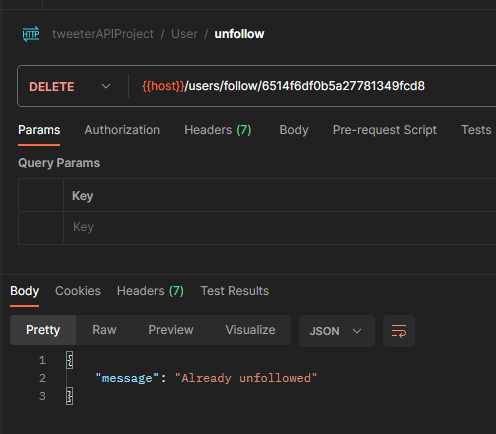 HTTP tweeterAPIProject / User / unfollow
DELETE {{host}}/users/follow/6514f6df0b5a27781349fcd8
Params Authorization Headers (7) Body Pre-request Script Tests
Query Params
Key
Key
Body Cookies Headers (7) Test Results
Pretty Raw Preview Visualize JSON
1 {
2 "message": "Already unfollowed"
3 }